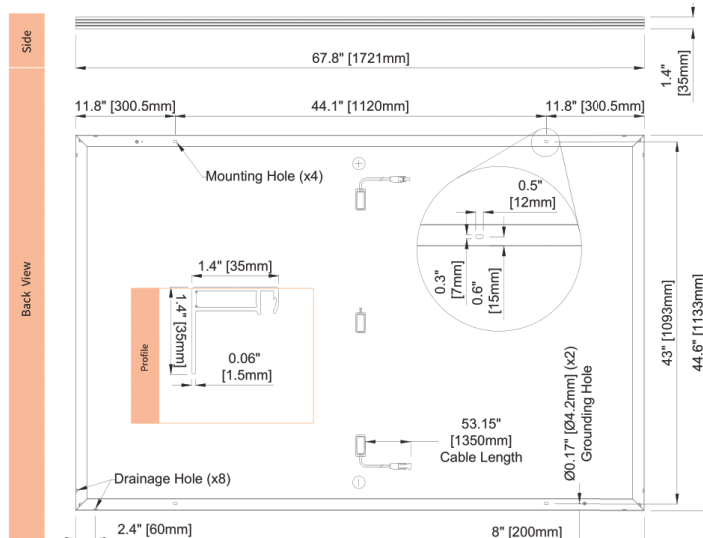 Side
67.8" [1721mm]
1.4"
[35mm]
11.8" [300.5mm]
44.1" [1120mm]
11.8" [300.5mm]
Back View
Mounting Hole (x4)
+
0.5"
[12mm]
0.3"
[7mm]
0.6"
[15mm]
1.4" [35mm]
1.4" [35mm]
Profile
0.06"
[1.5mm]
43" [1093mm]
44.6" [1133mm]
53.15"
[1350mm]
Cable Length
Ø0.17" [Ø4.2mm] (x2)
Grounding Hole
Drainage Hole (x8)
-
2.4" [60mm]
8" [200mm]